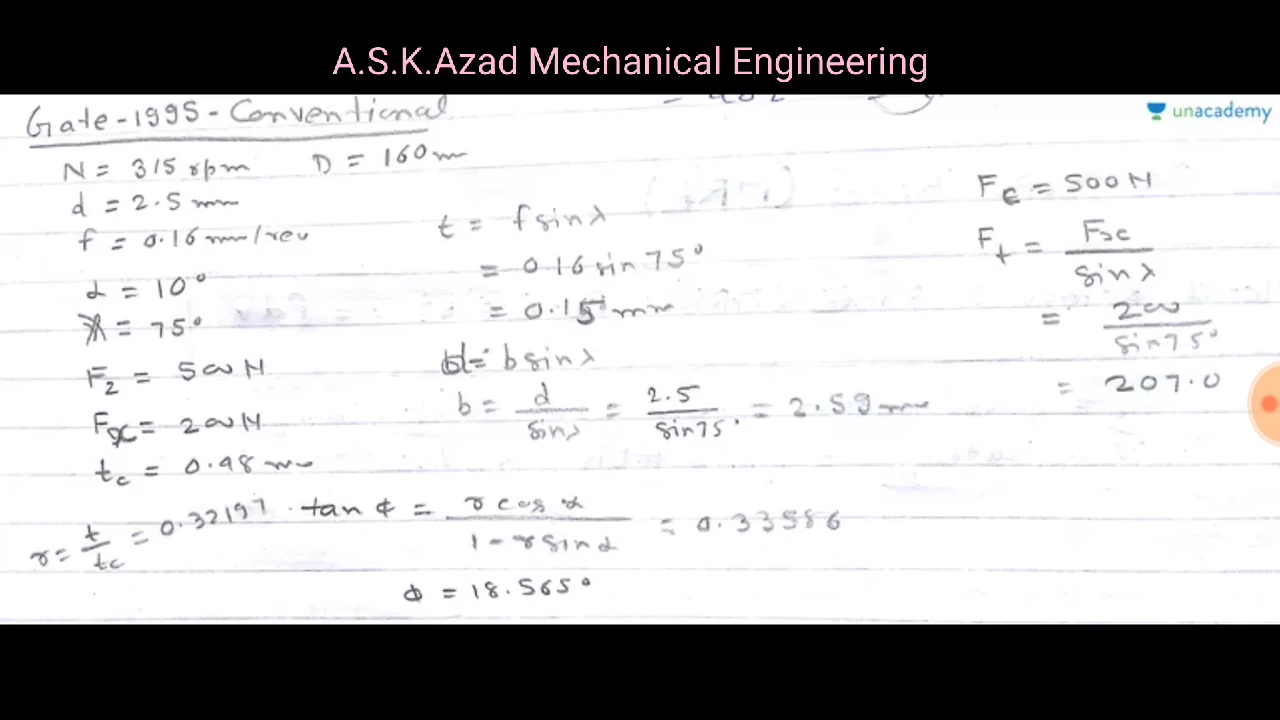 A.S.K.Azad Mechanical Engineering
Gate-1995-Conventional
unacademy
N = 315 rpm D = 160 m
d = 2.5 mm
f = 0.16 mm/rev
α = 10°
λ = 75°
F₂ = 500 N
Fx = 200 N
tc = 0.48 mm
r = t/tc = 0.32197
t = f sin λ
= 0.16 sin 75°
= 0.15 mm
d = b sin λ
b = d/sin λ = 2.5/sin 75° = 2.59 mm
tan φ = r cos α / 1 - r sin α = 0.33586
φ = 18.565°
Fc = 500 N
Ft = Fx/sin λ
= 200/sin 75°
= 207.0